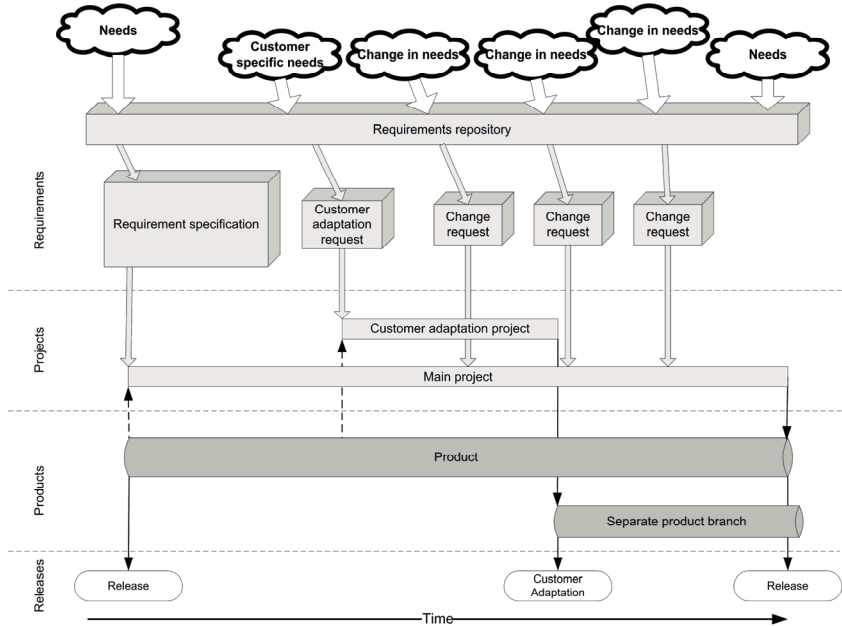 Needs
Customer
specific needs
Change in needs
Change in needs
Change in needs
Needs
Requirements repository
Requirements
Requirement specification
Customer
adaptation
request
Change
request
Change
request
Change
request
Projects
Customer adaptation project
Main project
Products
Product
Separate product branch
Releases
Release
Customer
Adaptation
Release
Time